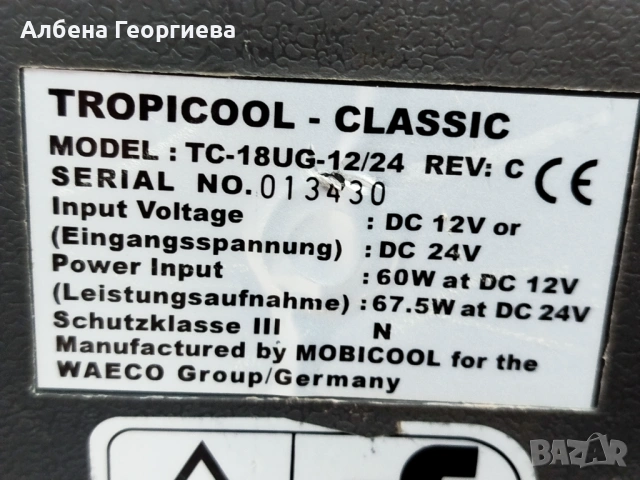 Албена Георгиева
TROPICOOL - CLASSIC
MODEL : TC-18UG-12/24 REV: C CE
SERIAL NO. 013430
Input Voltage : DC 12V or
(Eingangsspannung) : DC 24V
Power Input : 60W at DC 12V
(Leistungsaufnahme) : 67.5W at DC 24V
Schutzklasse III N
Manufactured by MOBICOOL for the
WAECO Group/Germany
BAZAR